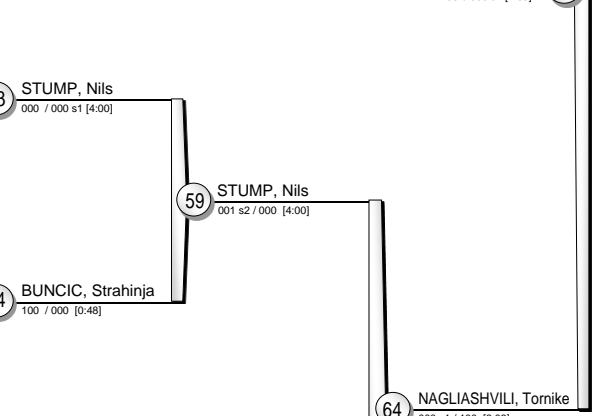 STUMP, Nils
000 / 000 s1 [4:00]
59
STUMP, Nils
001 s2 / 000 [4:00]
BUNCIC, Strahinja
100 / 000 [0:48]
64
NAGLIASHVILI, Tornike